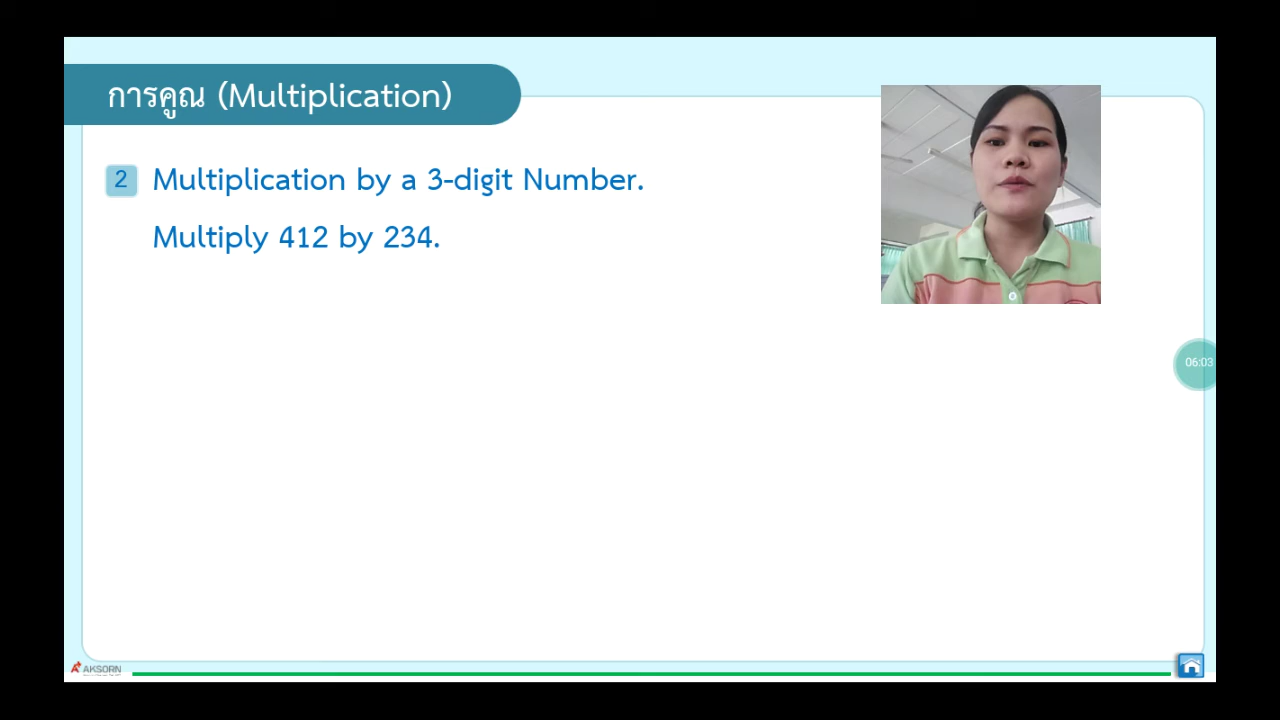 การคูณ (Multiplication)
2 Multiplication by a 3-digit Number.
Multiply 412 by 234.
06:03
AKSORN